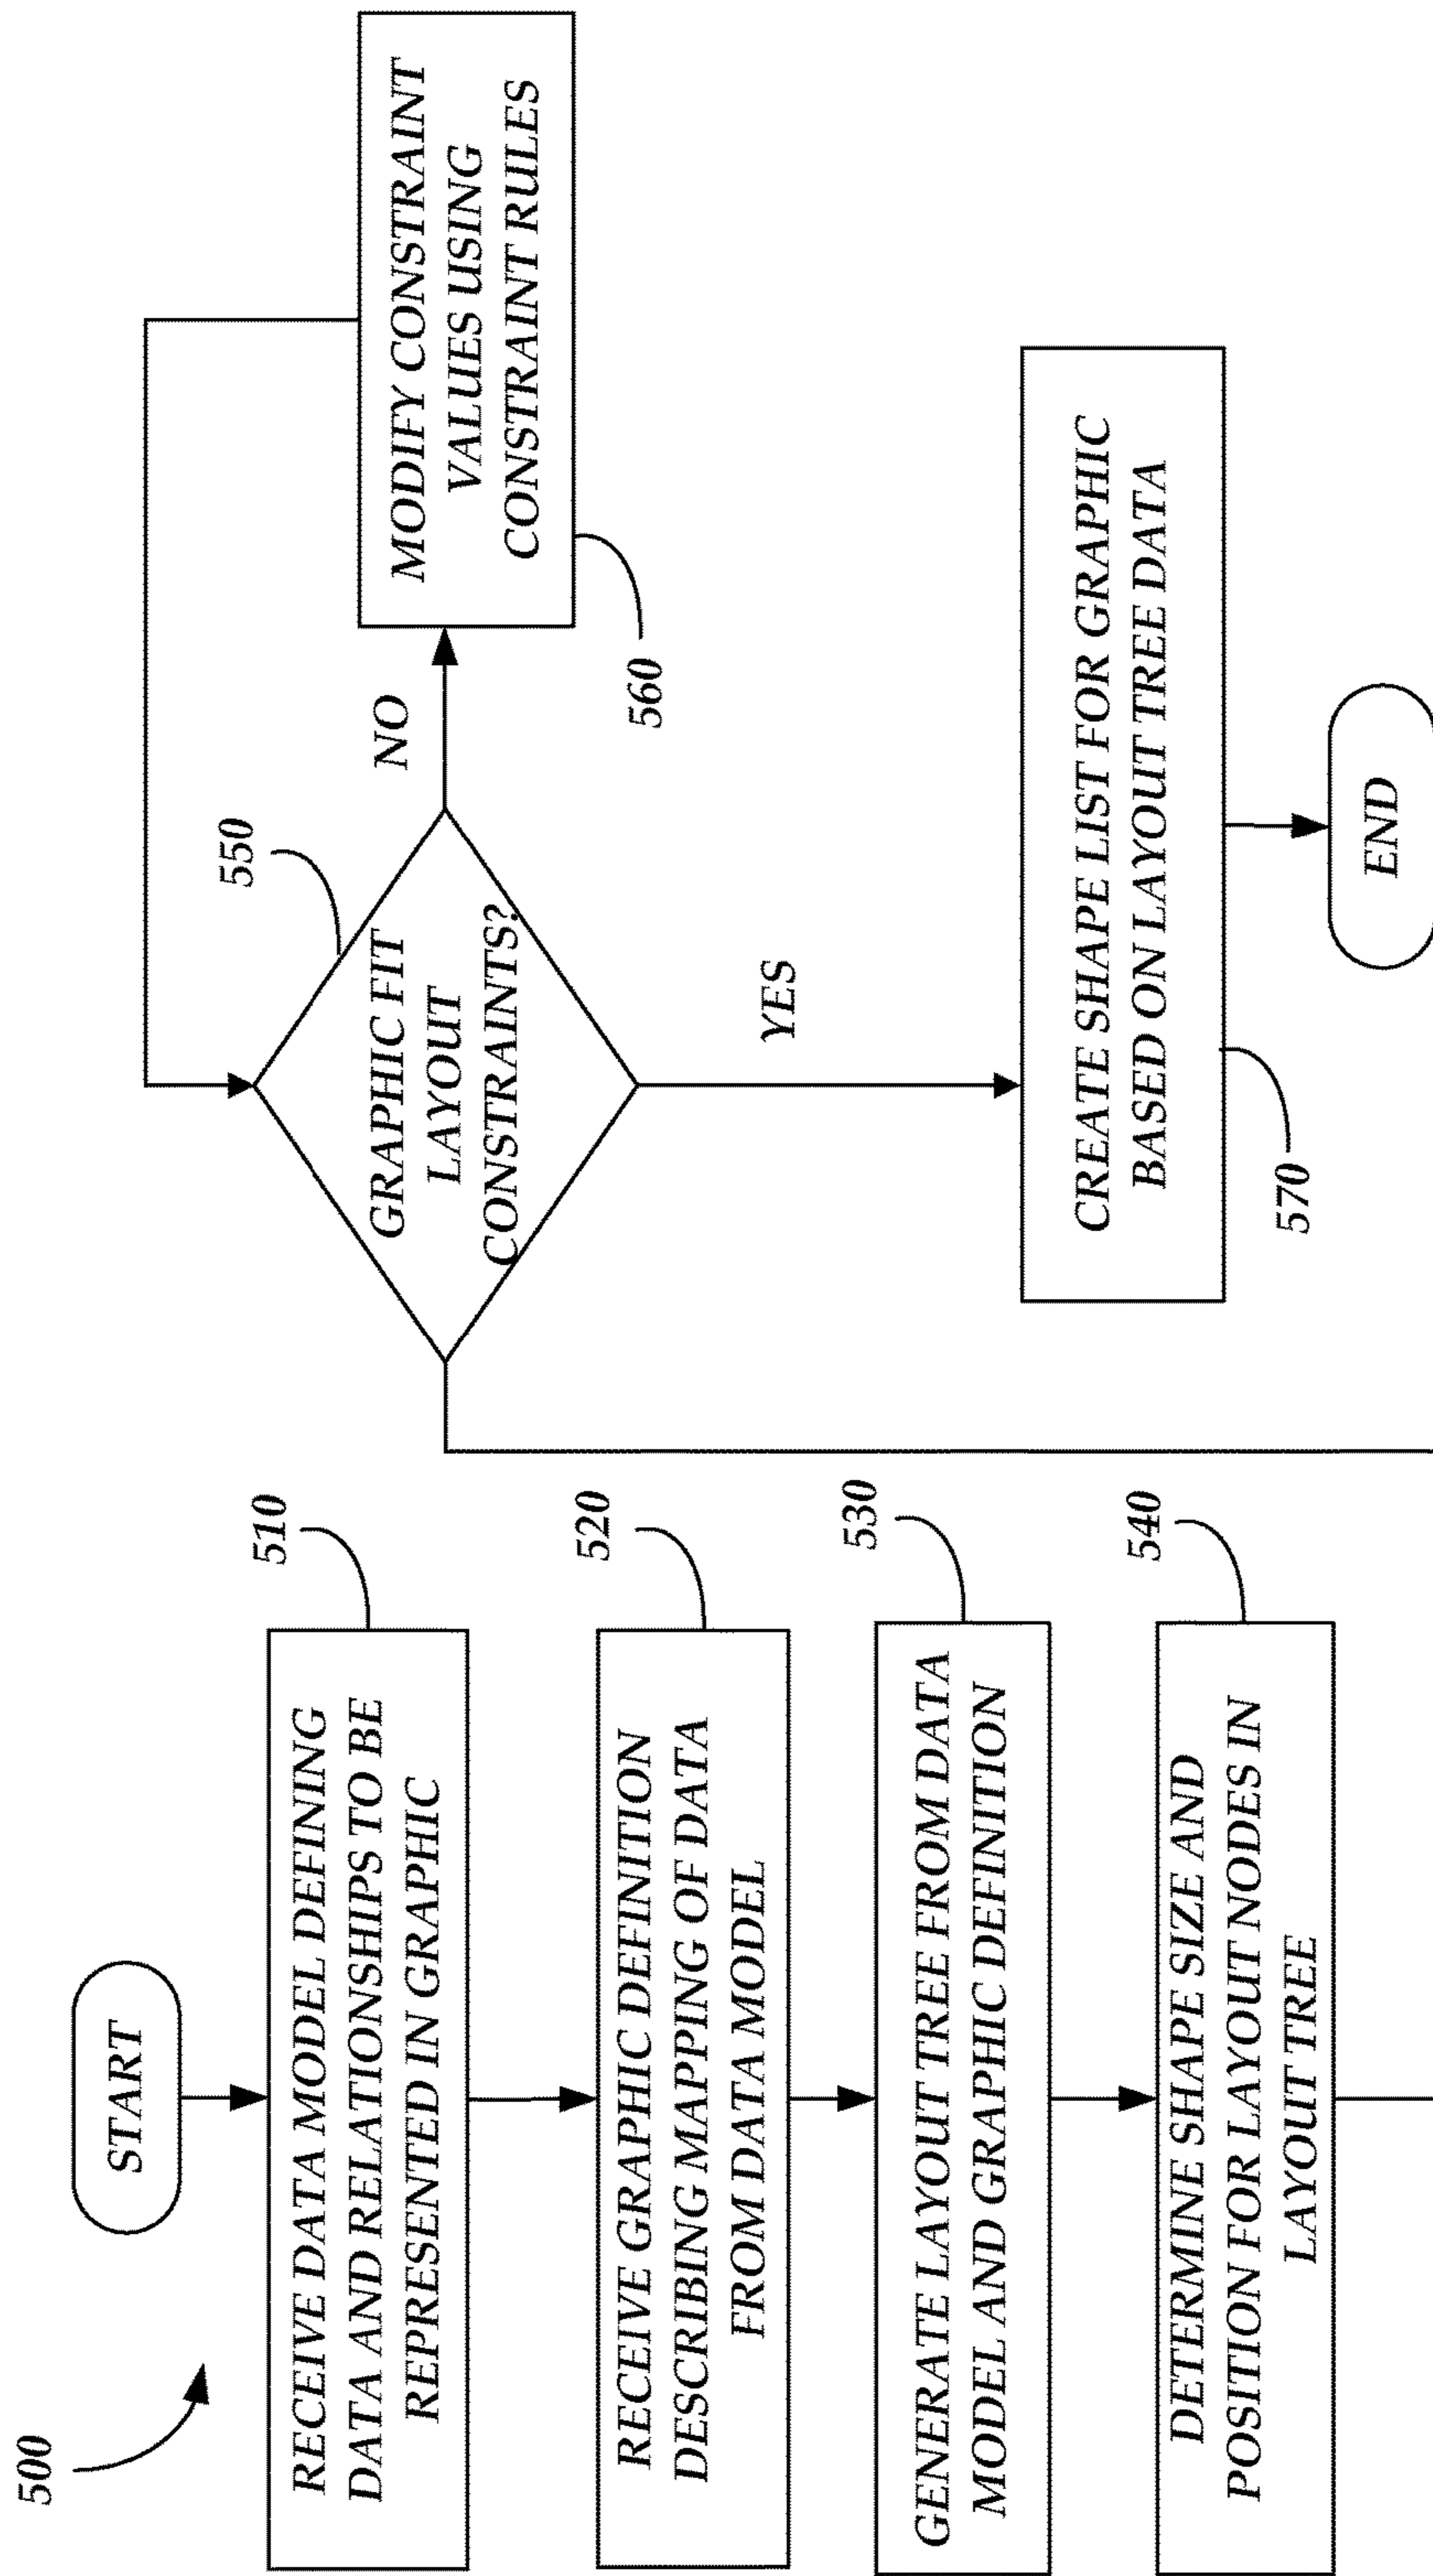 500
START
RECEIVE DATA MODEL DEFINING
DATA AND RELATIONSHIPS TO BE
REPRESENTED IN GRAPHIC
510
RECEIVE GRAPHIC DEFINITION
DESCRIBING MAPPING OF DATA
FROM DATA MODEL
520
GENERATE LAYOUT TREE FROM DATA
MODEL AND GRAPHIC DEFINITION
530
DETERMINE SHAPE SIZE AND
POSITION FOR LAYOUT NODES IN
LAYOUT TREE
540
GRAPHIC FIT
LAYOUT
CONSTRAINTS?
550
NO
MODIFY CONSTRAINT
VALUES USING
CONSTRAINT RULES
560
YES
CREATE SHAPE LIST FOR GRAPHIC
BASED ON LAYOUT TREE DATA
570
END